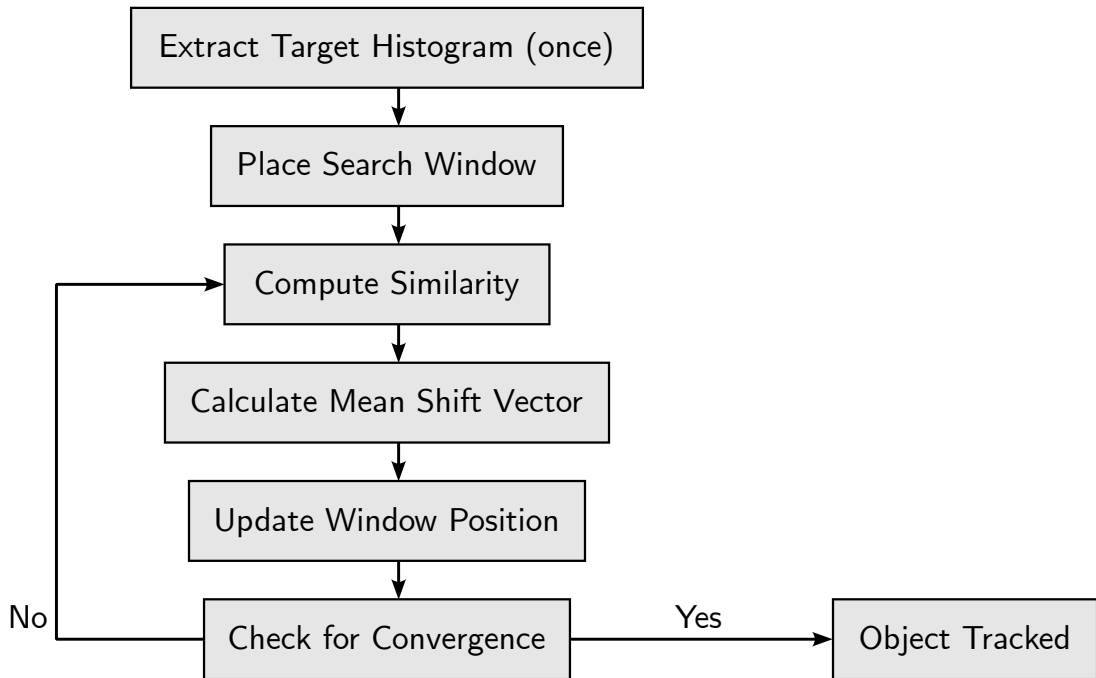 Extract Target Histogram (once)
Place Search Window
Compute Similarity
Calculate Mean Shift Vector
Update Window Position
No
Check for Convergence
Yes
Object Tracked